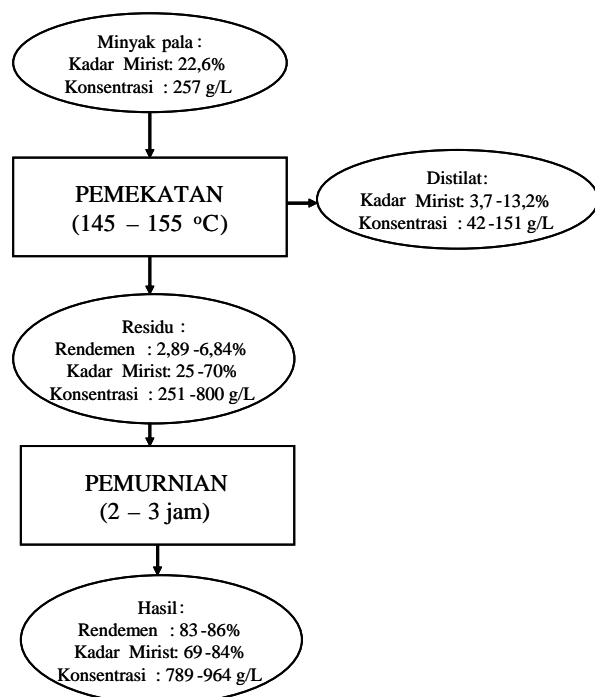 Minyak pala :
Kadar Mirist: 22,6%
Konsentrasi : 257 g/L
PEMEKATAN
(145 – 155 °C)
Distilat:
Kadar Mirist: 3,7 -13,2%
Konsentrasi : 42 -151 g/L
Residu :
Rendemen : 2,89 -6,84%
Kadar Mirist: 25 -70%
Konsentrasi : 251 -800 g/L
PEMURNIAN
(2 – 3 jam)
Hasil :
Rendemen : 83 -86%
Kadar Mirist: 69 -84%
Konsentrasi : 789 -964 g/L